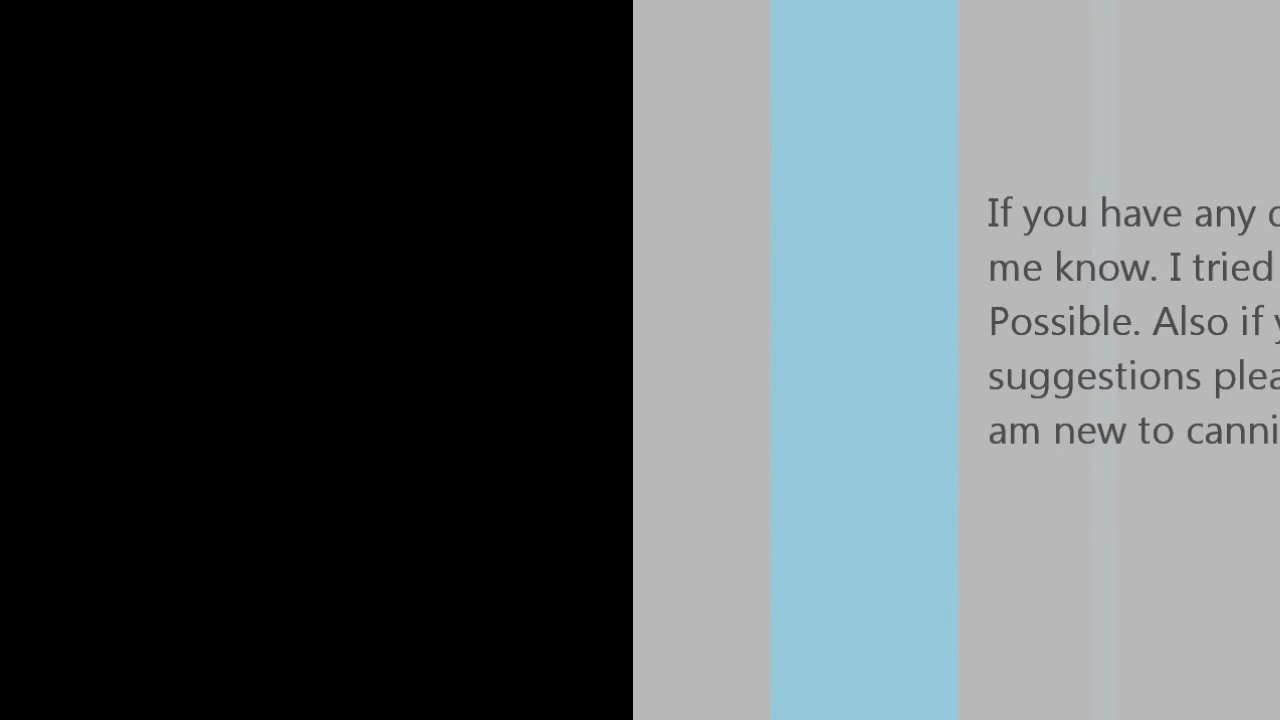 If you have any
me know. I tried
Possible. Also if
suggestions
am new to